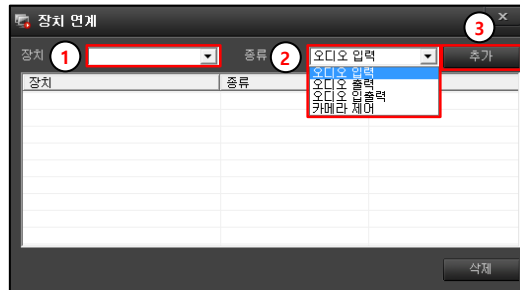 장치 연계 × 3
장치 1 종류 2 오디오 입력 추가
장치 종류
오디오 입력
오디오 출력
오디오 입출력
카메라 제어
삭제